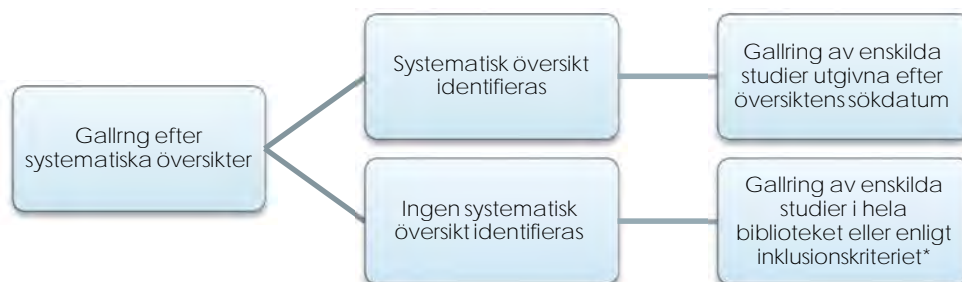 Gallrng efter
systematiska översikter
Systematisk översikt
identifieras
Gallring av enskilda
studier utgivna efter
översiktens sökdatum
Ingen systematisk
översikt identifieras
Gallring av enskilda
studier i hela
biblioteket eller enligt
inklusionskriteriet*